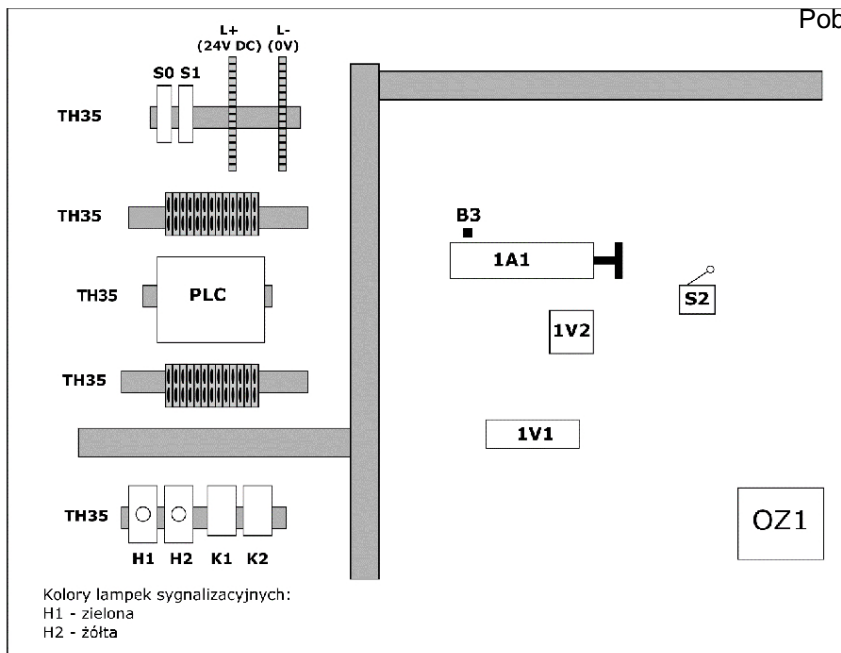 Pob
L+ L-
(24V DC) (0V)
S0 S1
TH35
TH35
B3
1A1
TH35
PLC
S2
1V2
TH35
1V1
TH35
OZ1
H1 H2 K1 K2
Kolory lampek sygnalizacyjnych:
H1 - zielona
H2 - żółta